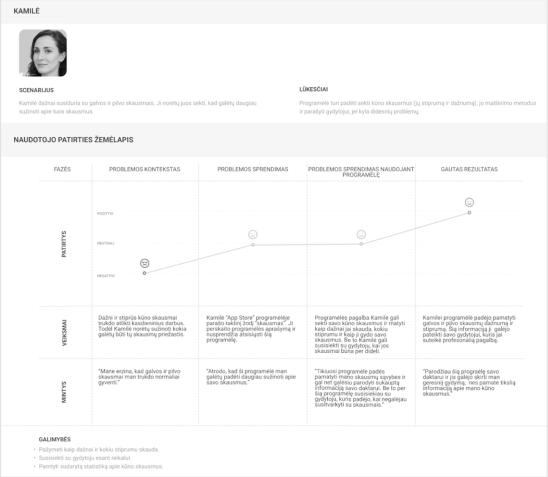 KAMILĖ
SCENARIJUS
Kamilė dažnai susiduria su galvos ir pilvo skausmais. Ji norėtų juos sekti, kad galėtų daugiau
sužinoti apie tuos skausmus.
LŪKESČIAI
Programėlė turi padėti sekti kūno skausmus (jų stiprumą ir dažnumą), jo malšinimo metodus
ir parašyti gydytojui, jei kyla didesnių problemų.
NAUDOTOJO PATIRTIES ŽEMĖLAPIS
FAZĖS
PROBLEMOS KONTEKSTAS
PROBLEMOS SPRENDIMAS
PROBLEMOS SPRENDIMAS NAUDOJANT
PROGRAMĖLĘ
GAUTAS REZULTATAS
PATIRTYS
POZITYVI
NEUTRALI
NEGATYVI
VEIKSMAI
Dažni ir stiprūs kūno skausmai
trukdo atlikti kasdieninius darbus.
Todėl Kamilė norėtų sužinoti kokia
galėtų būti tų skausmų priežastis.
Kamilė "App Store" programėlėje
parašo raktinį žodį "skausmas". Ji
perskaito programėlės aprašymą ir
nusprendžia atsisiųsti šią
programėlę.
Programėlės pagalba Kamilė gali
sekti savo kūno skausmus ir matyti
kaip dažnai jai skauda, kokiu
stiprumu ir kaip jį malšino
skausmus. Be to Kamilė gali
susisiekti su gydytoju, kai jos
skausmai būna per dideli.
Kamilei programėlė padėjo pamatyti
galvos ir pilvo skausmų dažnumą ir
stiprumą. Šią informaciją ji galėjo
pateikti savo gydytojui, kuris jai
suteikė profesionalią pagalbą.
MINTYS
"Mane erzina, kad galvos ir pilvo
skausmai man trukdo normaliai
gyventi."
"Atrodo, kad ši programėlė man
galėtų padėti daugiau sužinoti apie
savo skausmus."
"Tikiuosi programėlė padės
pamatyti mano skausmų sąvybes ir
gal net galėsiu parodyti sukauptą
informaciją savo daktarui. Be to per
šią programėlę susisiekiau su
gydytoju, kuris padėjo, kai negalėjau
susitvarkyti su skausmais."
"Parodžiau šią programėlę savo
daktarui ir jis galėjo skirti man
geresnį gydymą, nes pamatė tikslią
informaciją apie mano kūno
skausmus."
GALIMYBĖS
• Pažymėti kaip dažnai ir kokiu stiprumu skauda.
• Susisiekti su gydytoju esant reikalui.
• Pamtyti sudarytą statistiką apie kūno skausmus.